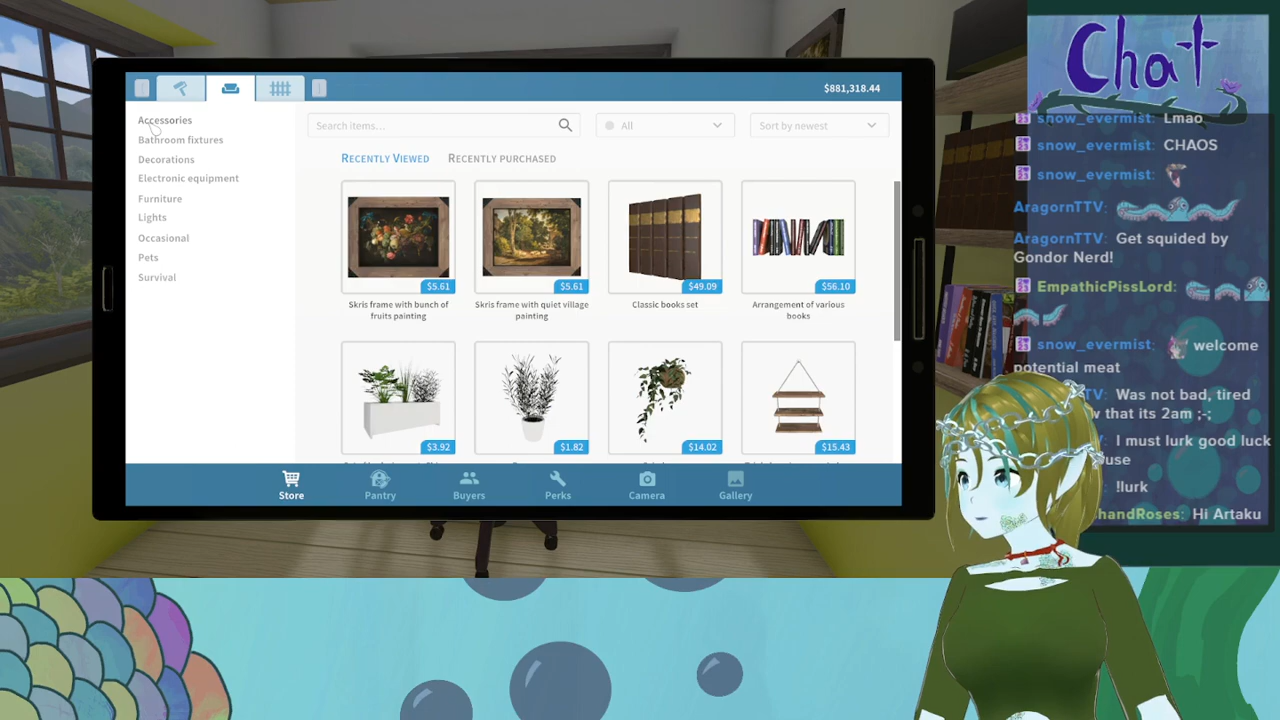 $881,318.44
Accessories
Bathroom fixtures
Decorations
Electronic equipment
Furniture
Lights
Occasional
Pets
Survival
Search items...
All
Sort by newest
Recently Viewed
Recently purchased
$5.61
$5.61
$49.09
$56.10
Skris frame with bunch of
fruits painting
Skris frame with quiet village
painting
Classic books set
Arrangement of various
books
$3.92
$1.82
$14.02
$15.43
Store
Pantry
Buyers
Perks
Camera
Gallery
Chat
snow_evermist: Lmao
snow_evermist: CHAOS
snow_evermist:
AragornTTV:
AragornTTV: Get squided by
Gondor Nerd!
EmpathicPissLord:
snow_evermist: welcome
potential meat
TV: Was not bad, tired
that its 2am ;-;
I must lurk good luck
!lurk
handRoses: Hi Artaku